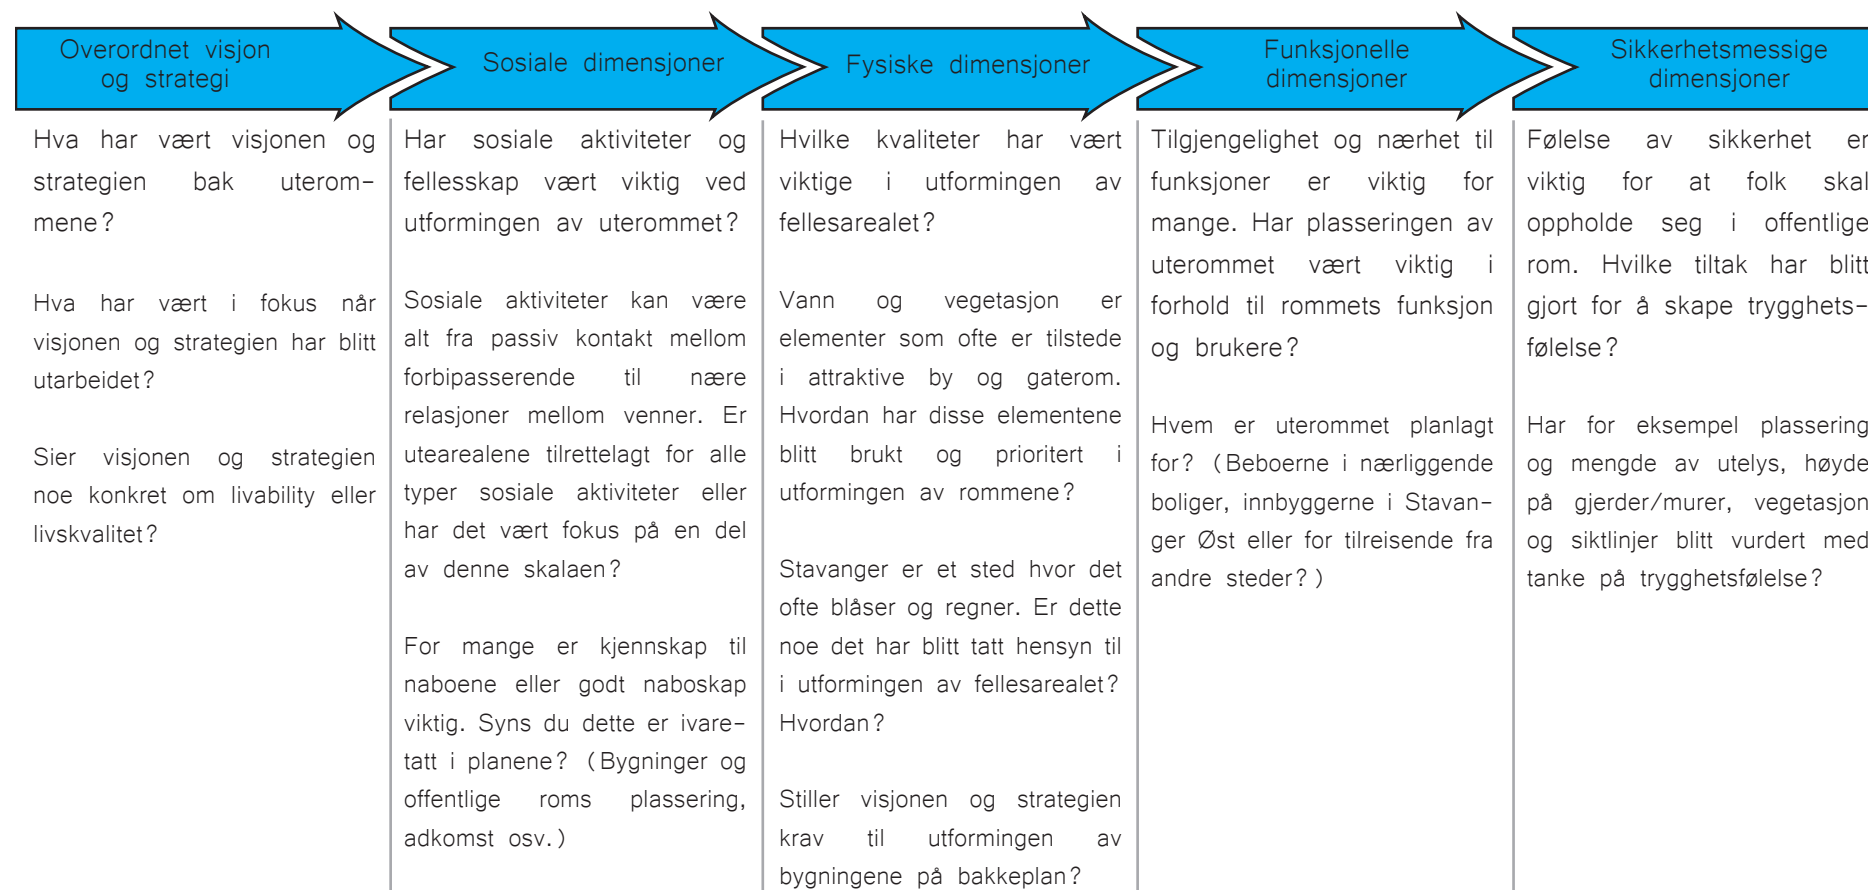 Overordnet visjon
og strategi
Sosiale dimensjoner
Fysiske dimensjoner
Funksjonelle
dimensjoner
Sikkerhetsmessige
dimensjoner
Hva har vært visjonen og
strategien bak uterom-
mene?
Hva har vært i fokus når
visjonen og strategien har blitt
utarbeidet?
Sier visjonen og strategien
noe konkret om livability eller
livskvalitet?
Har sosiale aktiviteter og
fellesskap vært viktig ved
utformingen av uterommet?
Sosiale aktiviteter kan være
alt fra passiv kontakt mellom
forbipasserende til nære
relasjoner mellom venner. Er
utearealene tilrettelagt for alle
typer sosiale aktiviteter eller
har det vært fokus på en del
av denne skalaen?
For mange er kjennskap til
naboene eller godt naboskap
viktig. Syns du dette er ivare-
tatt i planene? (Bygninger og
offentlige roms plassering,
adkomst osv.)
Hvilke kvaliteter har vært
viktige i utformingen av
fellesarealet?
Vann og vegetasjon er
elementer som ofte er tilstede
i attraktive by og gaterom.
Hvordan har disse elementene
blitt brukt og prioritert i
utformingen av rommene?
Stavanger er et sted hvor det
ofte blåser og regner. Er dette
noe det har blitt tatt hensyn til
i utformingen av fellesarealet?
Hvordan?
Stiller visjonen og strategien
krav til utformingen av
bygningene på bakkeplan?
Tilgjengelighet og nærhet til
funksjoner er viktig for
mange. Har plasseringen av
uterommet vært viktig i
forhold til rommets funksjon
og brukere?
Hvem er uterommet planlagt
for? (Beboerne i nærliggende
boliger, innbyggerne i Stavan-
ger Øst eller for tilreisende fra
andre steder?)
Følelse av sikkerhet er
viktig for at folk skal
oppholde seg i offentlige
rom. Hvilke tiltak har blitt
gjort for å skape trygghets-
følelse?
Har for eksempel plassering
og mengde av utelys, høyde
på gjerder/murer, vegetasjon
og siktlinjer blitt vurdert med
tanke på trygghetsfølelse?